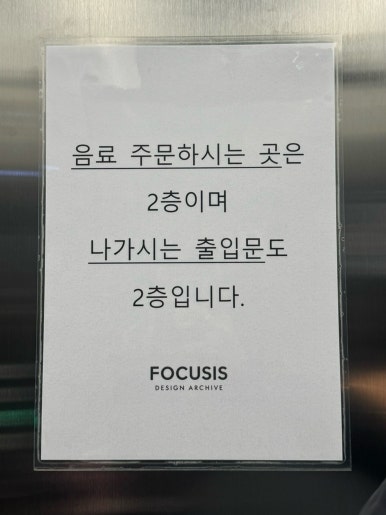 음료 주문하시는 곳은
2층이며
나가시는 출입문도
2층입니다.
FOCUSIS
DESIGN ARCHIVE